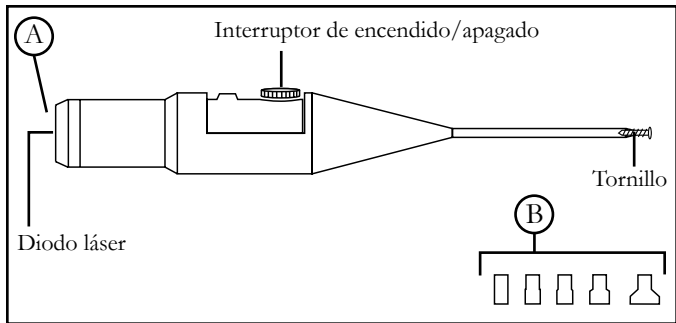 A
Interruptor de encendido/apagado
Tornillo
Diodo láser
B